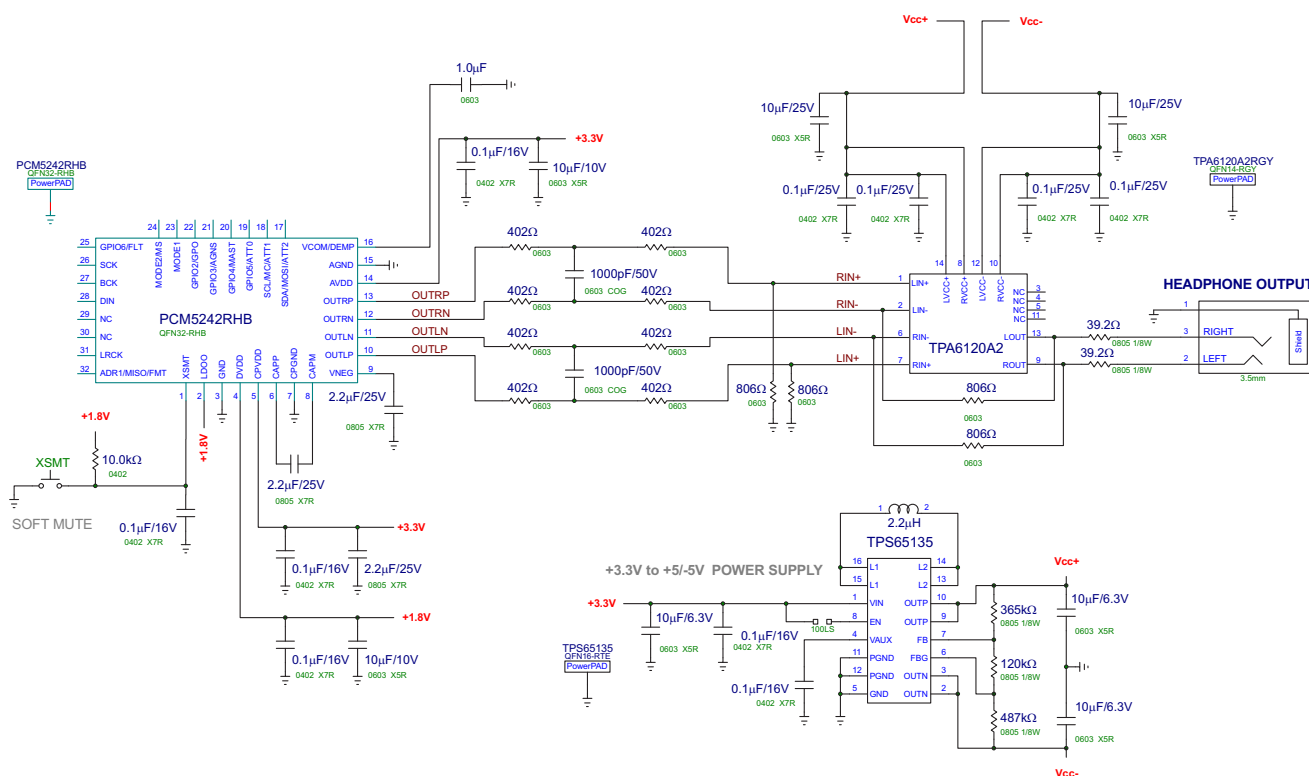 Vcc+
Vcc-
1.0µF
0603
10µF/25V
0603 X5R
10µF/25V
0603 X5R
+3.3V
0.1µF/16V
0402 X7R
10µF/10V
0603 X5R
PCM5242RHB
QFN32-RHB
PowerPAD
TPA6120A2RGY
QFN14-RGY
PowerPAD
0.1µF/25V
0402 X7R
0.1µF/25V
0402 X7R
0.1µF/25V
0402 X7R
0.1µF/25V
0402 X7R
24 23 22 21 20 19 18 17
MODE2/MS
MODE1
GPIO2/GPO
GPIO3/AGNS
GPIO4/MAST
GPIO5/ATT0
SCL/MC/ATT1
SDA/MOSI/ATT2
25 GPIO6/FLT
26 SCK
27 BCK
28 DIN
29 NC
30 NC
31 LRCK
32 ADR1/MISO/FMT
PCM5242RHB
QFN32-RHB
VCOM/DEMP 16
AGND 15
AVDD 14
OUTRP 13
OUTRN 12
OUTLN 11
OUTLP 10
VNEG 9
XSMT
LDOO
GND
DVDD
CPVDD
CAPP
CPGND
CAPM
1 2 3 4 5 6 7 8
OUTRP
OUTRN
OUTLN
OUTLP
402Ω
0603
402Ω
0603
1000pF/50V
0603 COG
402Ω
0603
402Ω
0603
402Ω
0603
402Ω
0603
1000pF/50V
0603 COG
402Ω
0603
402Ω
0603
RIN+
RIN-
LIN-
LIN+
806Ω
0603
806Ω
0603
14 8 12 10
LVCC+
RVCC+
LVCC-
RVCC-
1 LIN+
2 LIN-
6 RIN-
7 RIN+
TPA6120A2
NC 3
NC 4
NC 5
NC 11
LOUT 13
ROUT 9
806Ω
0603
806Ω
0603
39.2Ω
0805 1/8W
39.2Ω
0805 1/8W
HEADPHONE OUTPUT
1
3 RIGHT
2 LEFT
Shield
3.5mm
2.2µF/25V
0805 X7R
+1.8V
10.0kΩ
0402
+1.8V
XSMT
SOFT MUTE
0.1µF/16V
0402 X7R
2.2µF/25V
0805 X7R
+3.3V
0.1µF/16V
0402 X7R
2.2µF/25V
0805 X7R
+1.8V
0.1µF/16V
0402 X7R
10µF/10V
0603 X5R
+3.3V to +5/-5V POWER SUPPLY
+3.3V
10µF/6.3V
0603 X5R
0.1µF/16V
0402 X7R
100LS
0.1µF/16V
0402 X7R
TPS65135
QFN16-RTE
PowerPAD
1 2
2.2µH
TPS65135
16 L1
15 L1
1 VIN
8 EN
4 VAUX
11 PGND
12 PGND
5 GND
L2 14
L2 13
OUTP 10
OUTP 9
FB 7
FBG 6
OUTN 3
OUTN 2
Vcc+
365kΩ
0805 1/8W
120kΩ
0805 1/8W
487kΩ
0805 1/8W
10µF/6.3V
0603 X5R
10µF/6.3V
0603 X5R
Vcc-